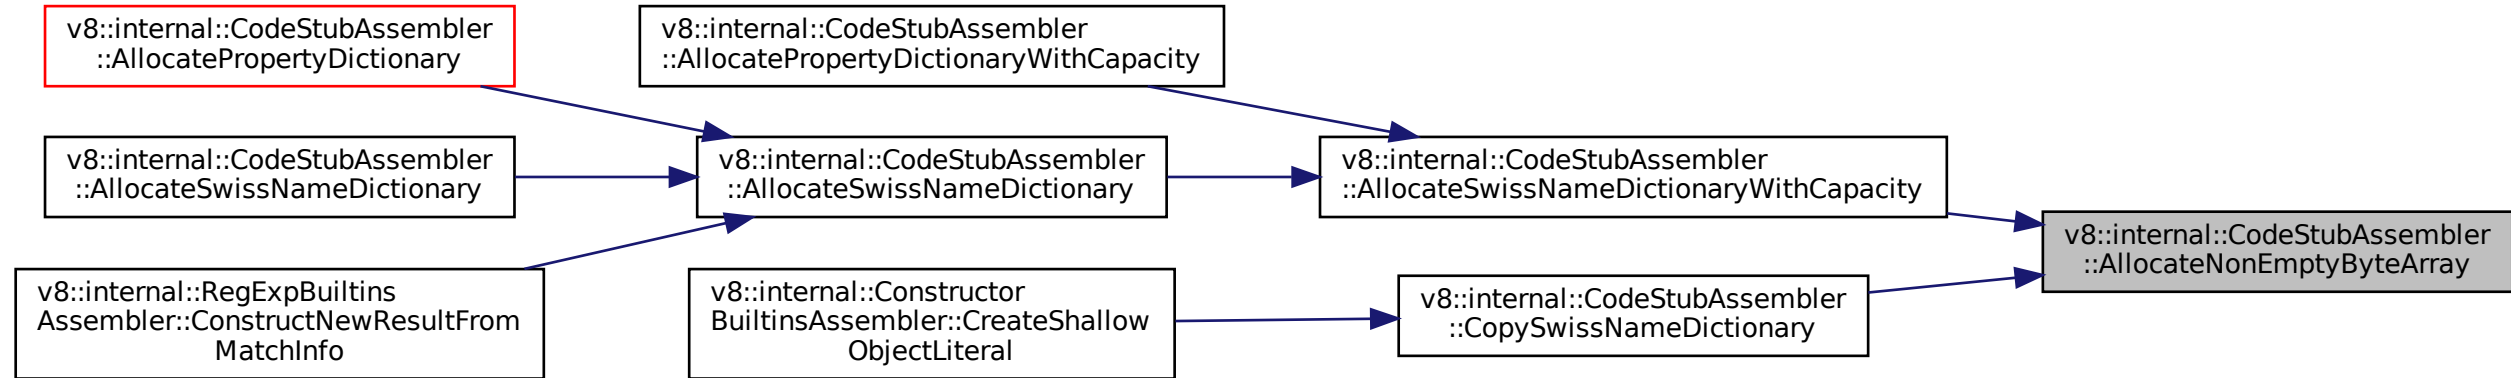 v8::internal::CodeStubAssembler
::AllocatePropertyDictionary
v8::internal::CodeStubAssembler
::AllocatePropertyDictionaryWithCapacity
v8::internal::CodeStubAssembler
::AllocateSwissNameDictionary
v8::internal::CodeStubAssembler
::AllocateSwissNameDictionary
v8::internal::CodeStubAssembler
::AllocateSwissNameDictionaryWithCapacity
v8::internal::CodeStubAssembler
::AllocateNonEmptyByteArray
v8::internal::RegExpBuiltins
Assembler::ConstructNewResultFrom
MatchInfo
v8::internal::Constructor
BuiltinsAssembler::CreateShallow
ObjectLiteral
v8::internal::CodeStubAssembler
::CopySwissNameDictionary